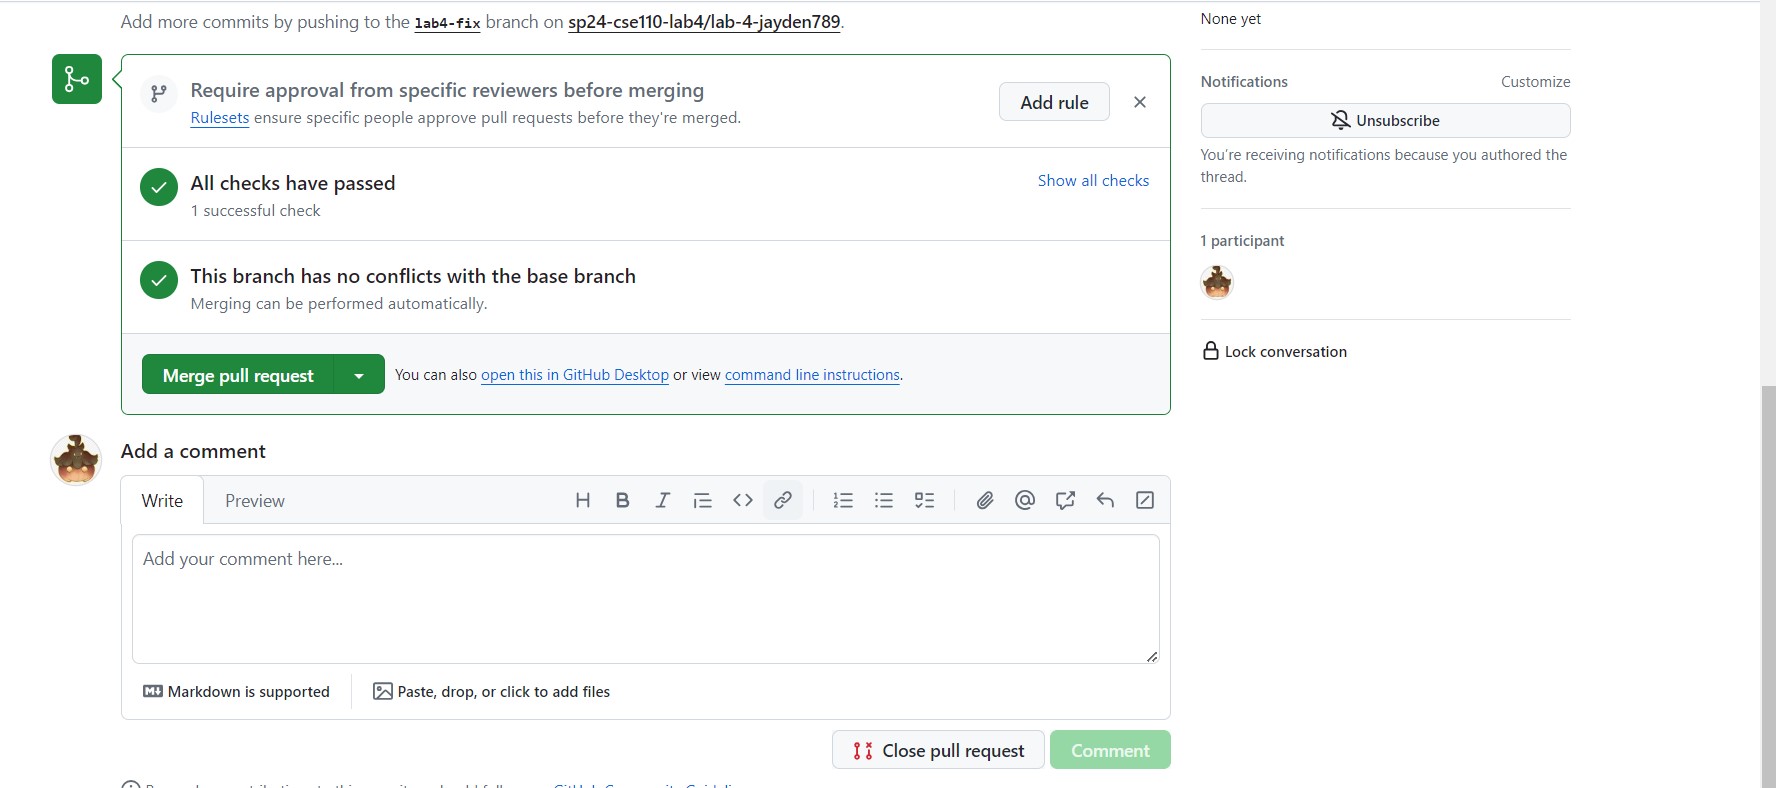 Add more commits by pushing to the lab4-fix branch on sp24-cse110-lab4/lab-4-jayden789.
Require approval from specific reviewers before merging
Rulesets ensure specific people approve pull requests before they're merged.
Add rule
All checks have passed
1 successful check
Show all checks
This branch has no conflicts with the base branch
Merging can be performed automatically.
Merge pull request
You can also open this in GitHub Desktop or view command line instructions.
Add a comment
Write
Preview
Add your comment here...
Markdown is supported
Paste, drop, or click to add files
Close pull request
Comment
None yet
Notifications
Customize
Unsubscribe
You're receiving notifications because you authored the
thread.
1 participant
Lock conversation